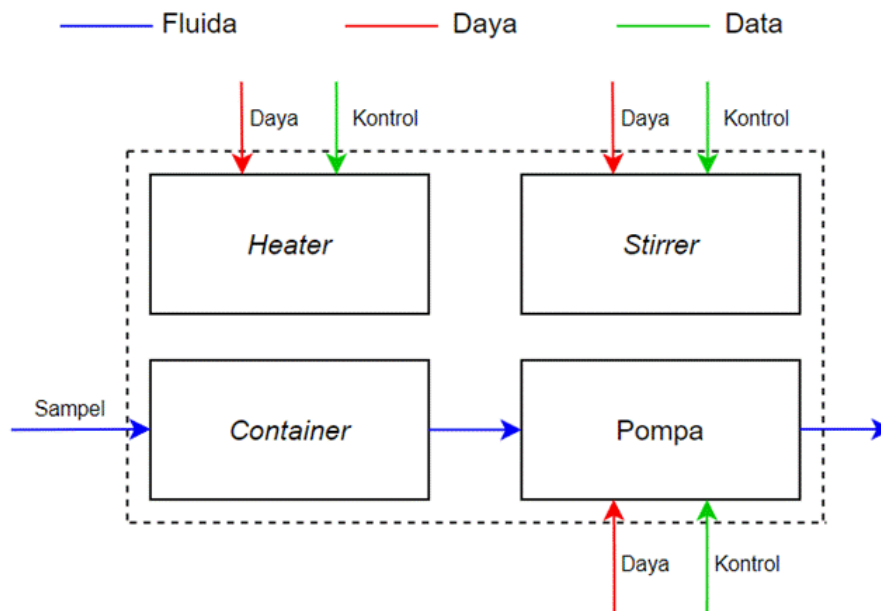 Fluida Daya Data
Daya Kontrol Daya Kontrol
Heater Stirrer
Sampel
Container Pompa
Daya Kontrol